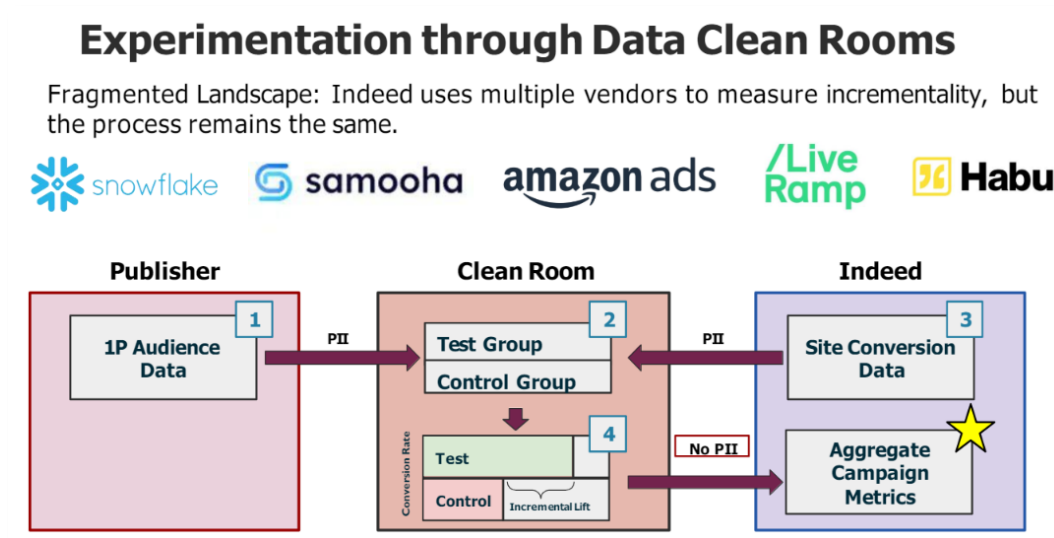 Experimentation through Data Clean Rooms
Fragmented Landscape: Indeed uses multiple vendors to measure incrementality, but
the process remains the same.
snowflake
samooha
amazon ads
/Live
Ramp
Habu
Publisher
Clean Room
Indeed
1
1P Audience
Data
PII
2
Test Group
Control Group
PII
3
Site Conversion
Data
4
Conversion Rate
Test
Control
Incremental Lift
No PII
Aggregate
Campaign
Metrics